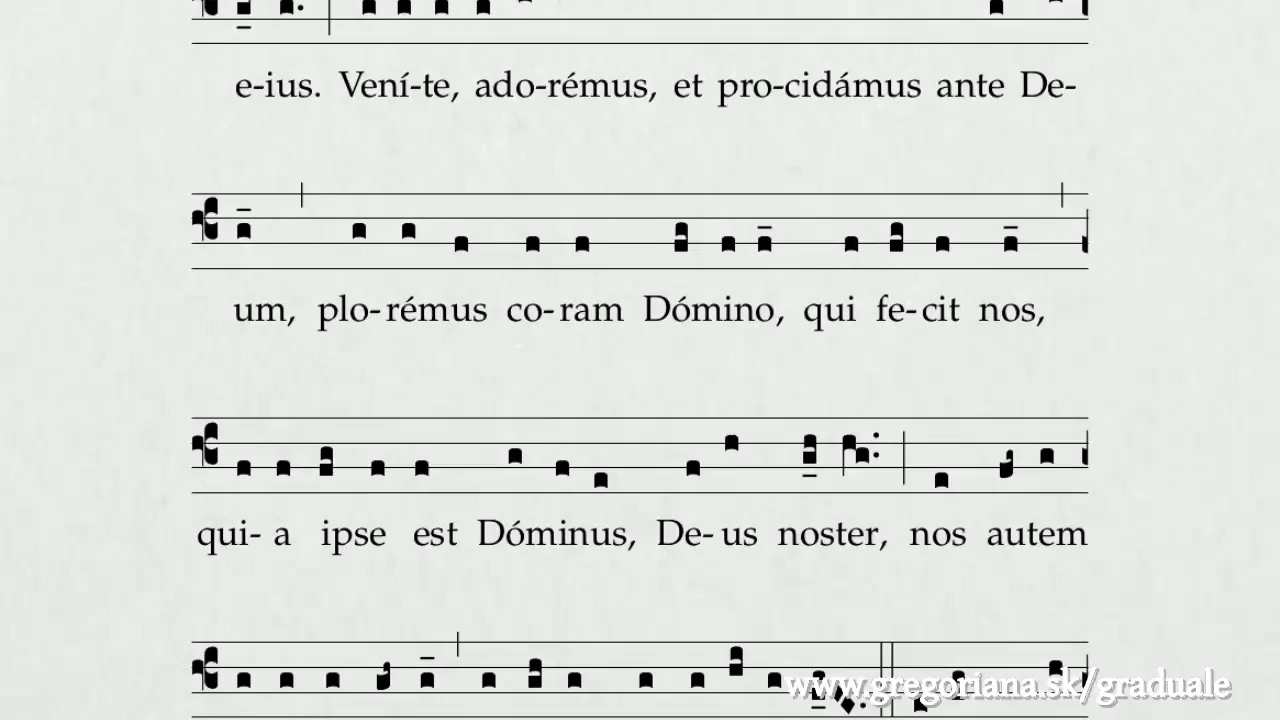 e-ius. Vení-te, ado-rémus, et pro-cidámus ante De-
um, plo-rémus co-ram Dómino, qui fe-cit nos,
qui-a ipse est Dóminus, De-us noster, nos autem
www.gregoriana.sk/graduale